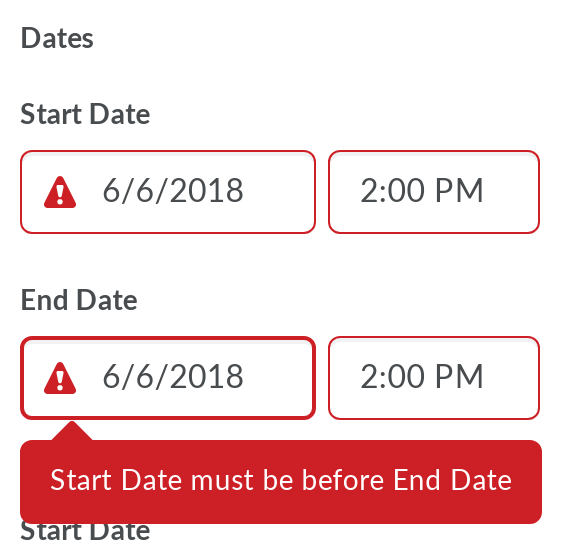 Dates
Start Date
6/6/2018 2:00 PM
End Date
6/6/2018 2:00 PM
Start Date must be before End Date
Start Date